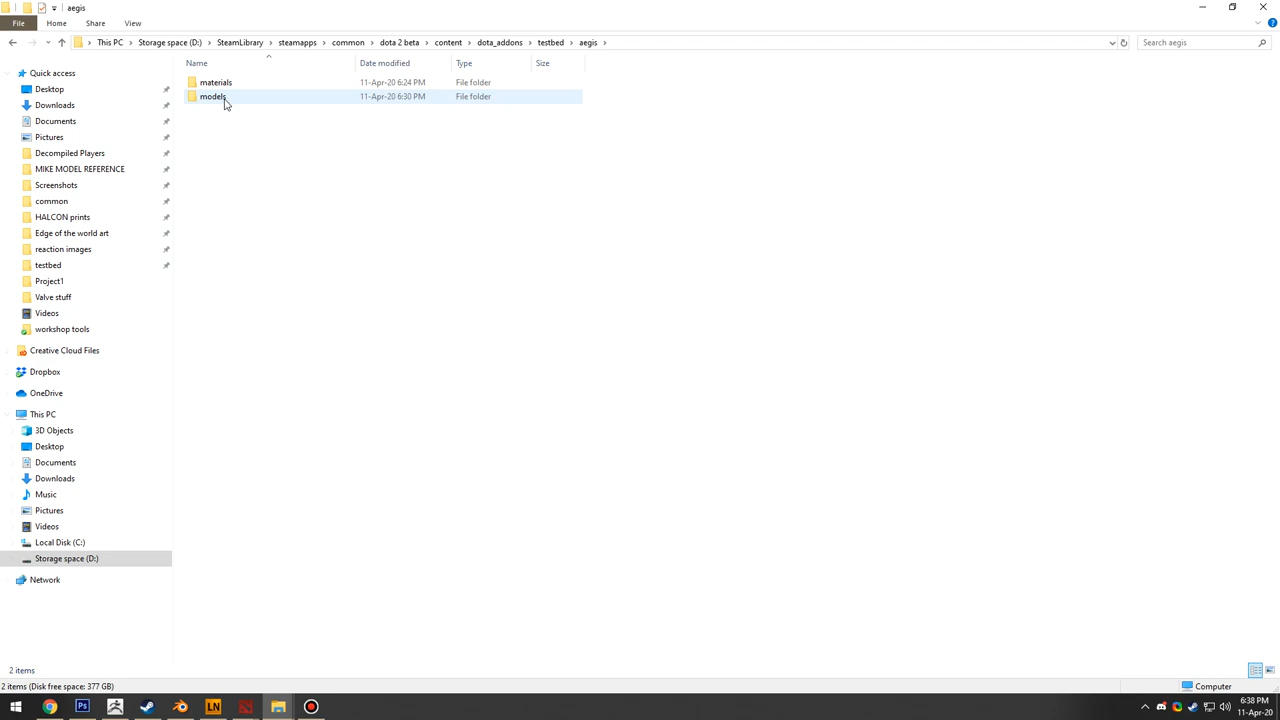 aegis
File Home Share View
This PC Storage space (D:) SteamLibrary steamapps common dota 2 beta content dota_addons testbed aegis
Search aegis
Name Date modified Type Size
materials 11-Apr-20 6:24 PM File folder
models 11-Apr-20 6:30 PM File folder
Quick access
Desktop
Downloads
Documents
Pictures
Decompiled Players
MIKE MODEL REFERENCE
Screenshots
common
HALCON prints
Edge of the world art
reaction images
testbed
Project1
Valve stuff
Videos
workshop tools
Creative Cloud Files
Dropbox
OneDrive
This PC
3D Objects
Desktop
Documents
Downloads
Music
Pictures
Videos
Local Disk (C:)
Storage space (D:)
Network
2 items
2 items (Disk free space: 377 GB) Computer
Ps LN
6:38 PM
11-Apr-20